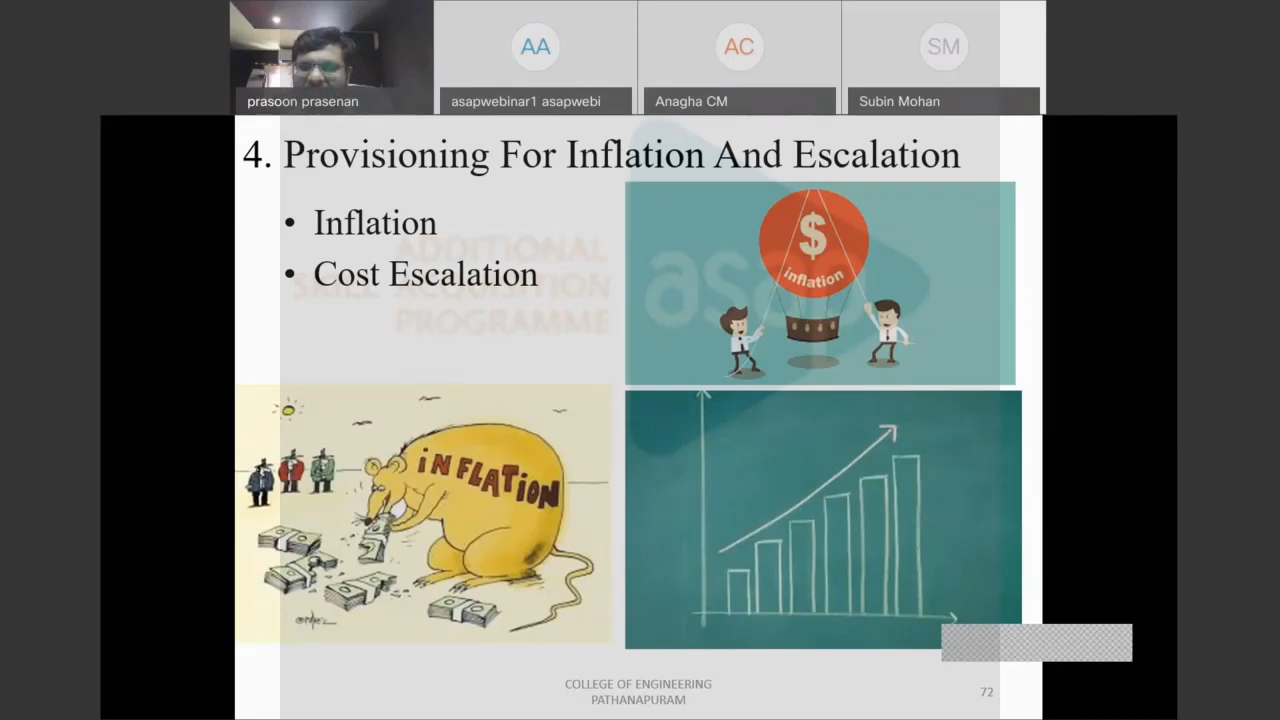 AA
AC
SM
prasoon prasenan
asapwebinar1 asapwebi
Anagha CM
Subin Mohan
4. Provisioning For Inflation And Escalation
• Inflation
• Cost Escalation
ADDITIONAL
SKILL ACQUISITION
PROGRAMME
asap
$
inflation
INFLATION
COLLEGE OF ENGINEERING
PATHANAPURAM
72